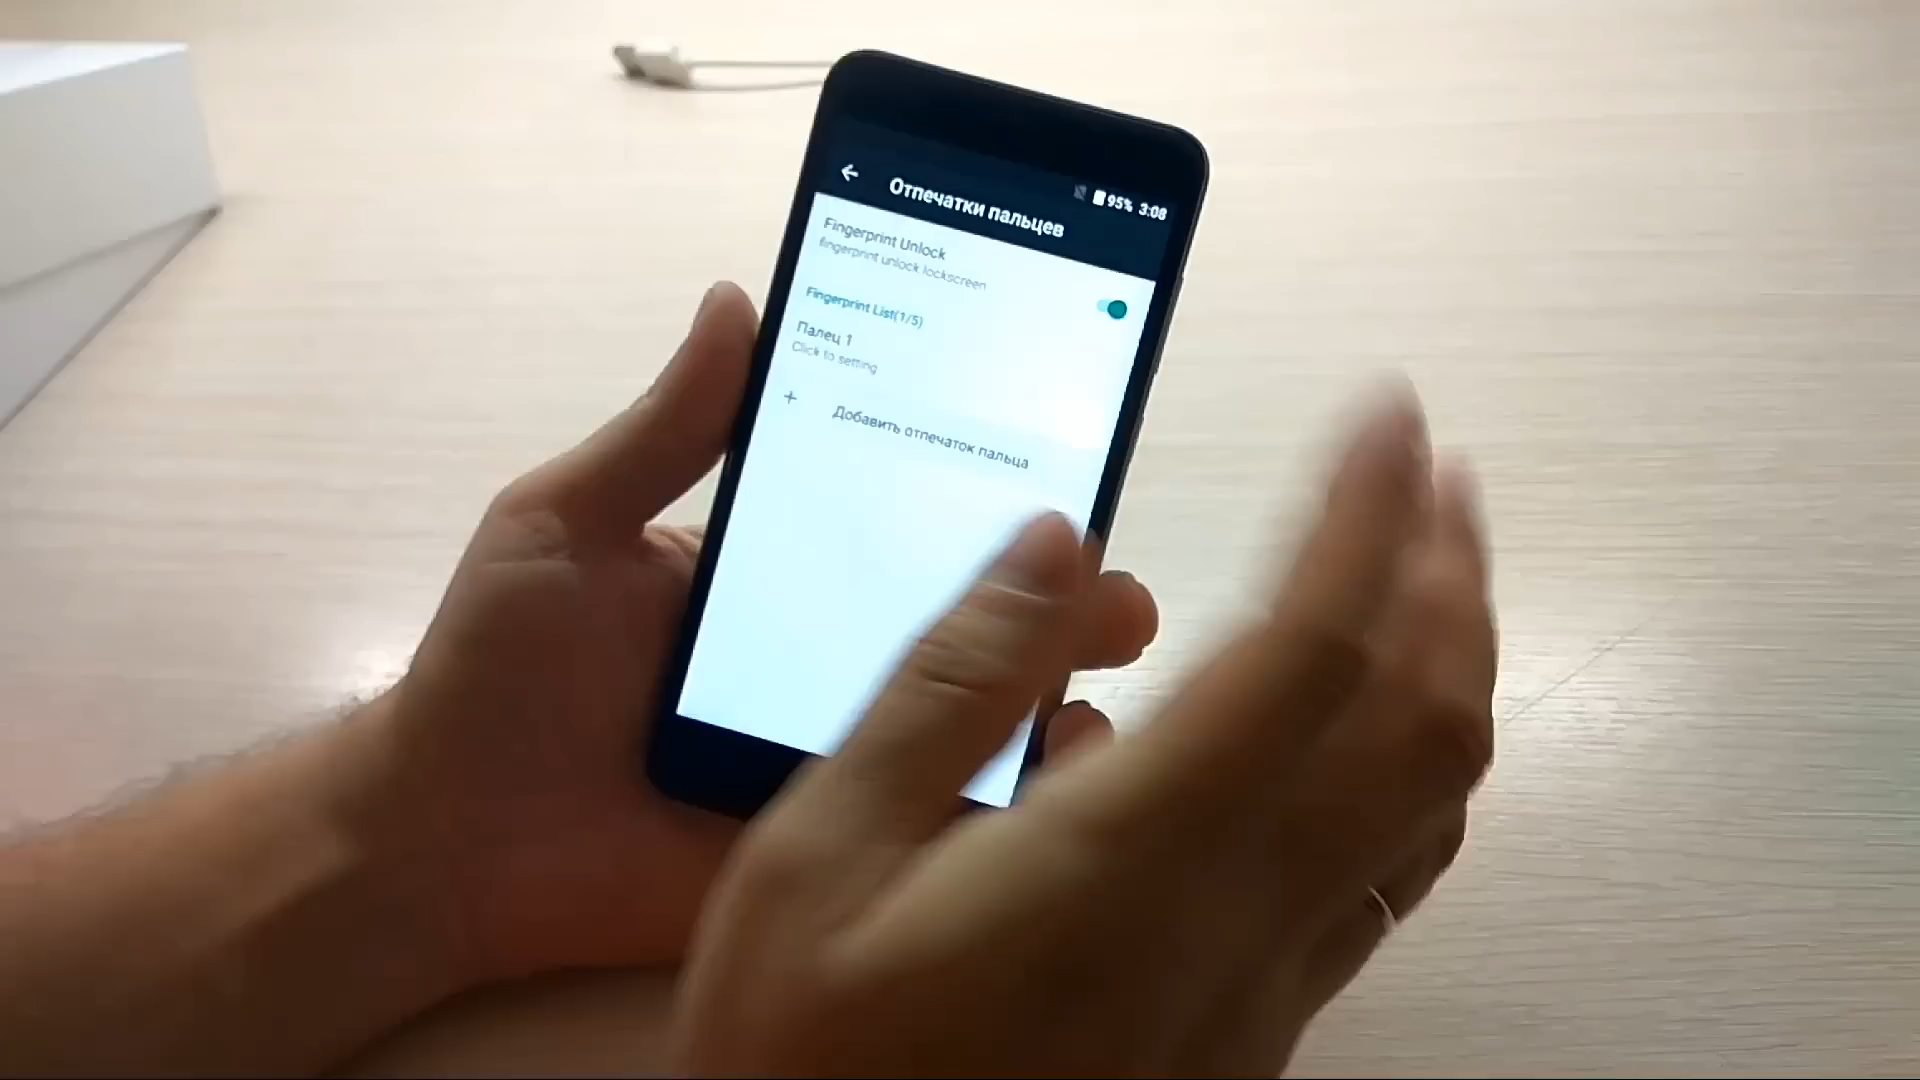 95% 3:08
Отпечатки пальцев
Fingerprint Unlock
fingerprint unlock lockscreen
Fingerprint List(1/5)
Палец 1
Click to setting
+ Добавить отпечаток пальца